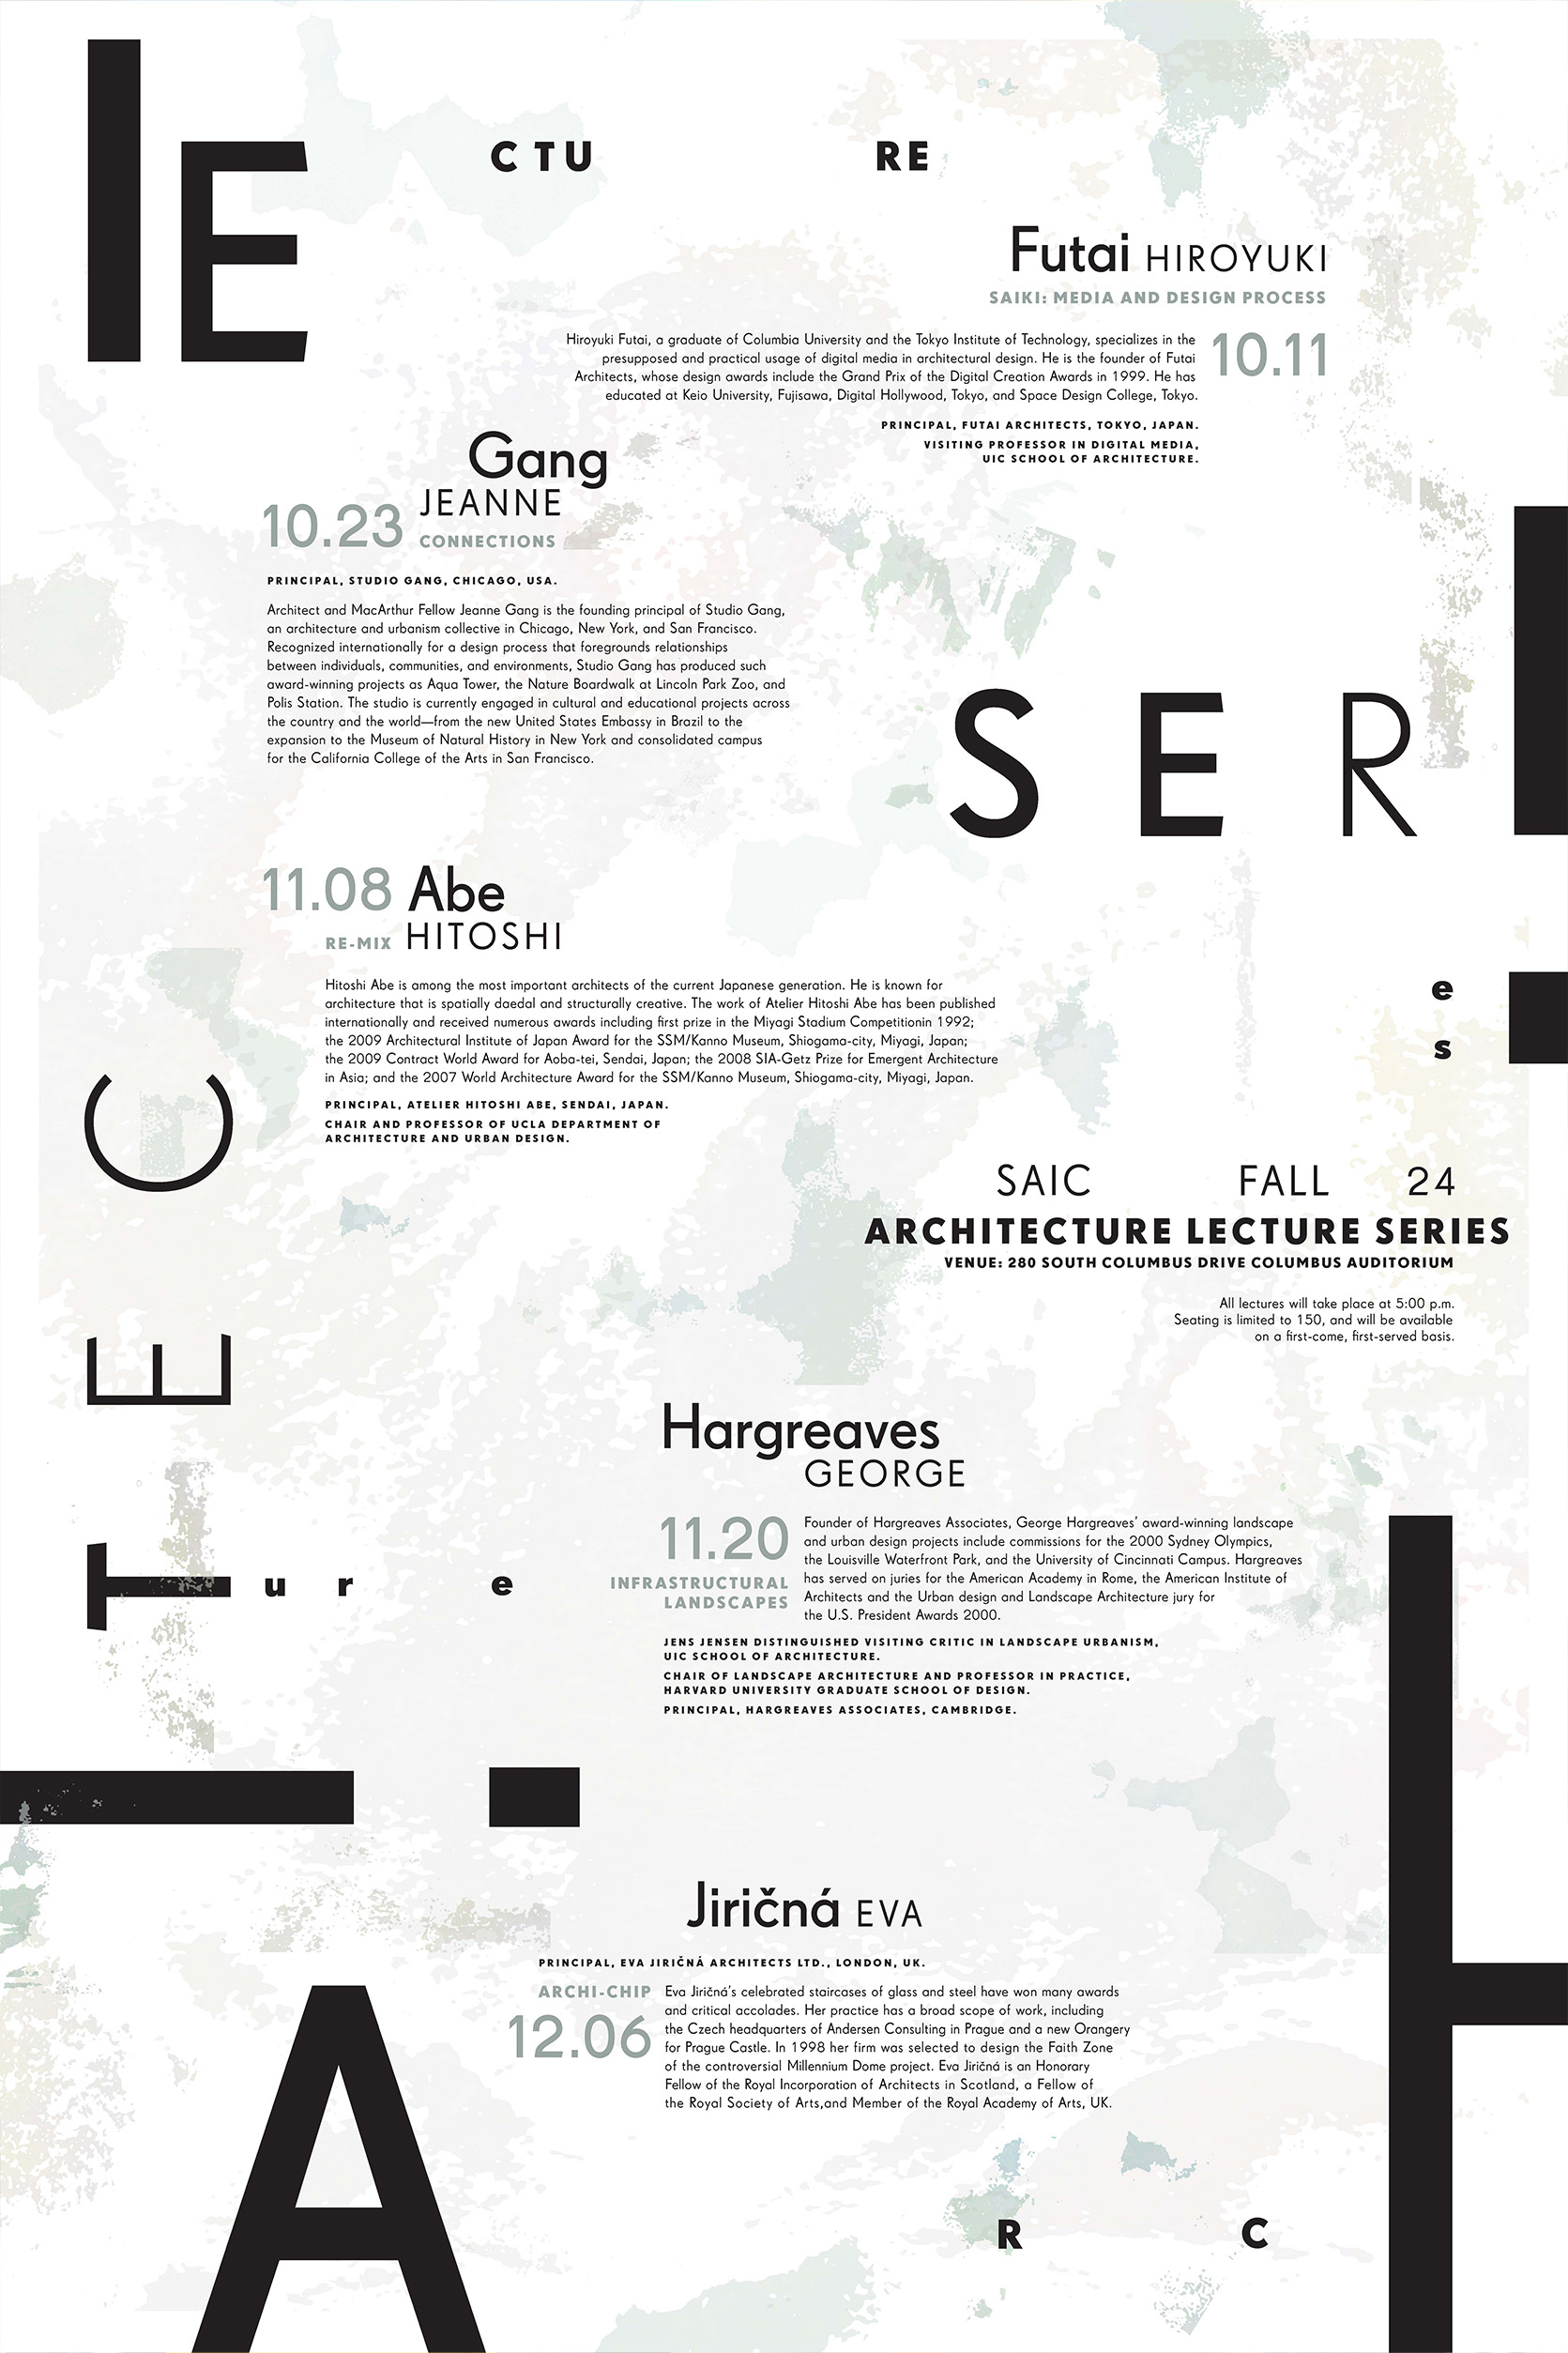 lE CTU RE
Futai HIROYUKI
SAIKI: MEDIA AND DESIGN PROCESS
10.11
Hiroyuki Futai, a graduate of Columbia University and the Tokyo Institute of Technology, specializes in the
presupposed and practical usage of digital media in architectural design. He is the founder of Futai
Architects, whose design awards include the Grand Prix of the Digital Creation Awards in 1999. He has
educated at Keio University, Fujisawa, Digital Hollywood, Tokyo, and Space Design College, Tokyo.
PRINCIPAL, FUTAI ARCHITECTS, TOKYO, JAPAN.
VISITING PROFESSOR IN DIGITAL MEDIA,
UIC SCHOOL OF ARCHITECTURE.
Gang
JEANNE
10.23
CONNECTIONS
PRINCIPAL, STUDIO GANG, CHICAGO, USA.
Architect and MacArthur Fellow Jeanne Gang is the founding principal of Studio Gang,
an architecture and urbanism collective in Chicago, New York, and San Francisco.
Recognized internationally for a design process that foregrounds relationships
between individuals, communities, and environments, Studio Gang has produced such
award-winning projects as Aqua Tower, the Nature Boardwalk at Lincoln Park Zoo, and
Polis Station. The studio is currently engaged in cultural and educational projects across
the country and the world—from the new United States Embassy in Brazil to the
expansion to the Museum of Natural History in New York and consolidated campus
for the California College of the Arts in San Francisco.
S E R i
e
s
11.08 Abe
RE-MIX HITOSHI
Hitoshi Abe is among the most important architects of the current Japanese generation. He is known for
architecture that is spatially daedal and structurally creative. The work of Atelier Hitoshi Abe has been published
internationally and received numerous awards including first prize in the Miyagi Stadium Competitionin 1992;
the 2009 Architectural Institute of Japan Award for the SSM/Kanno Museum, Shiogama-city, Miyagi, Japan;
the 2009 Contract World Award for Aoba-tei, Sendai, Japan; the 2008 SIA-Getz Prize for Emergent Architecture
in Asia; and the 2007 World Architecture Award for the SSM/Kanno Museum, Shiogama-city, Miyagi, Japan.
PRINCIPAL, ATELIER HITOSHI ABE, SENDAI, JAPAN.
CHAIR AND PROFESSOR OF UCLA DEPARTMENT OF
ARCHITECTURE AND URBAN DESIGN.
SAIC FALL 24
ARCHITECTURE LECTURE SERIES
VENUE: 280 SOUTH COLUMBUS DRIVE COLUMBUS AUDITORIUM
All lectures will take place at 5:00 p.m.
Seating is limited to 150, and will be available
on a first-come, first-served basis.
Hargreaves
GEORGE
11.20
INFRASTRUCTURAL
LANDSCAPES
Founder of Hargreaves Associates, George Hargreaves' award-winning landscape
and urban design projects include commissions for the 2000 Sydney Olympics,
the Louisville Waterfront Park, and the University of Cincinnati Campus. Hargreaves
has served on juries for the American Academy in Rome, the American Institute of
Architects and the Urban design and Landscape Architecture jury for
the U.S. President Awards 2000.
JENS JENSEN DISTINGUISHED VISITING CRITIC IN LANDSCAPE URBANISM,
UIC SCHOOL OF ARCHITECTURE.
CHAIR OF LANDSCAPE ARCHITECTURE AND PROFESSOR IN PRACTICE,
HARVARD UNIVERSITY GRADUATE SCHOOL OF DESIGN.
PRINCIPAL, HARGREAVES ASSOCIATES, CAMBRIDGE.
Jiričná EVA
PRINCIPAL, EVA JIRIČNÁ ARCHITECTS LTD., LONDON, UK.
ARCHI-CHIP
12.06
Eva Jiričná's celebrated staircases of glass and steel have won many awards
and critical accolades. Her practice has a broad scope of work, including
the Czech headquarters of Andersen Consulting in Prague and a new Orangery
for Prague Castle. In 1998 her firm was selected to design the Faith Zone
of the controversial Millennium Dome project. Eva Jiričná is an Honorary
Fellow of the Royal Incorporation of Architects in Scotland, a Fellow of
the Royal Society of Arts,and Member of the Royal Academy of Arts, UK.
A R C H
i
T E C
u r e